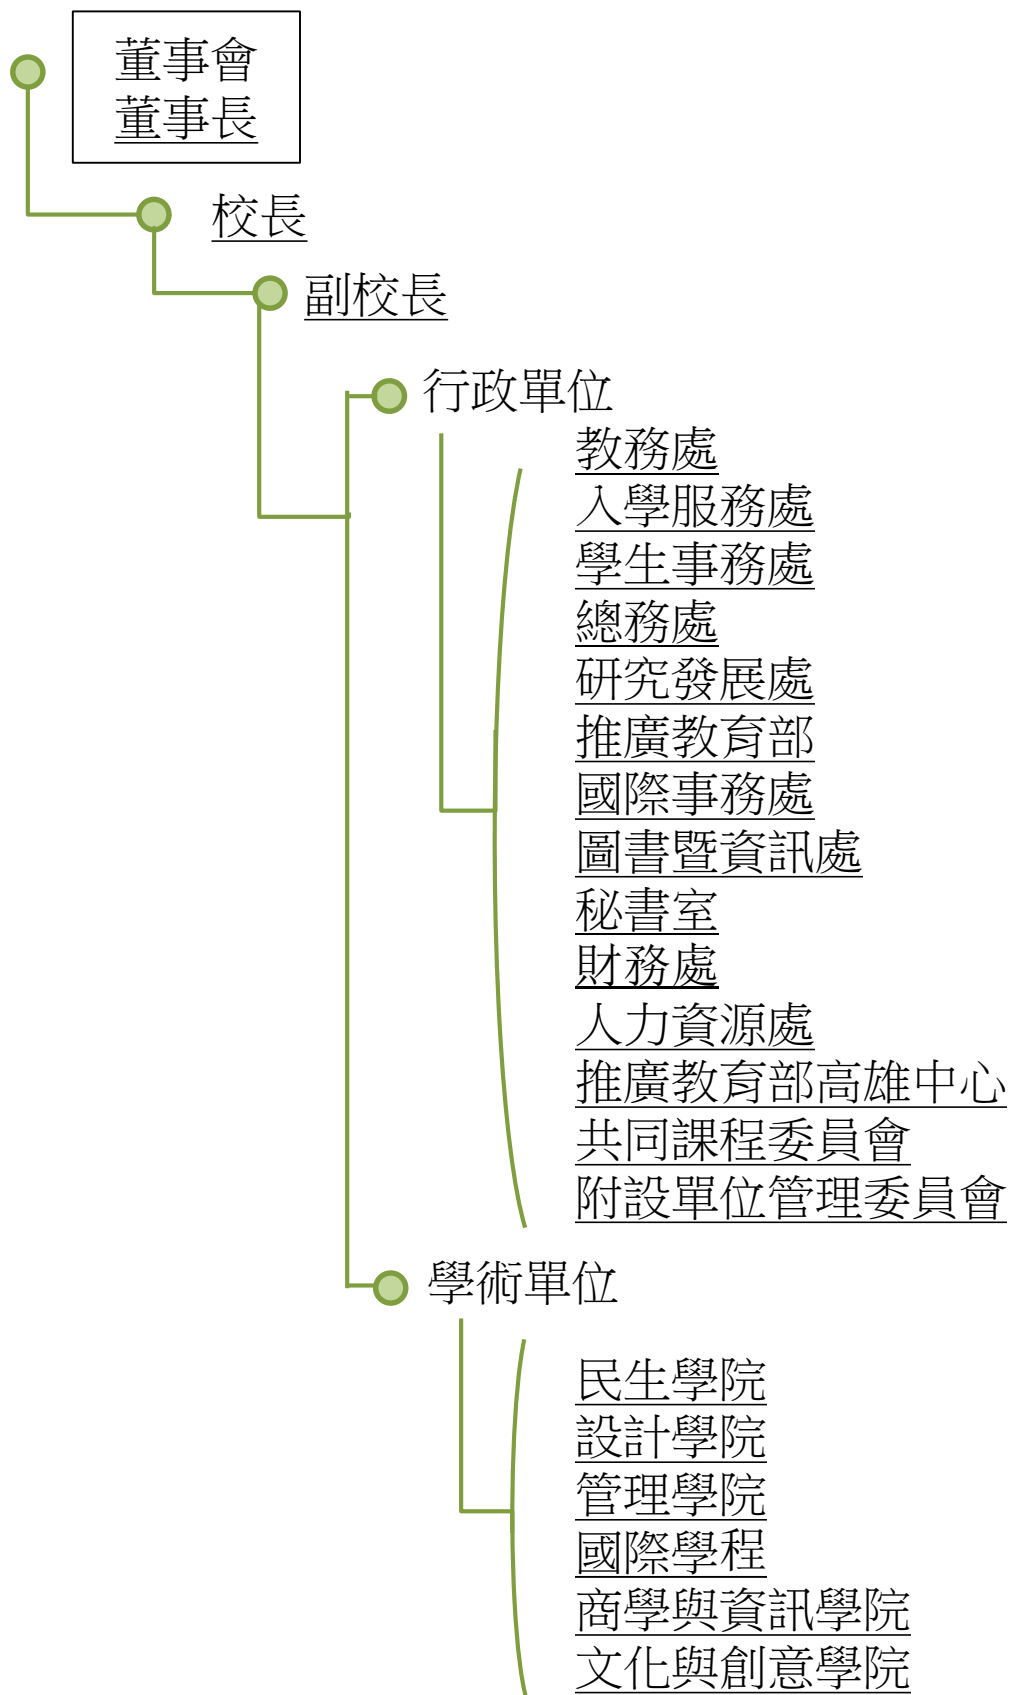 董事會
董事長
校長
副校長
行政單位
教務處
入學服務處
學生事務處
總務處
研究發展處
推廣教育部
國際事務處
圖書暨資訊處
秘書室
財務處
人力資源處
推廣教育部高雄中心
共同課程委員會
附設單位管理委員會
學術單位
民生學院
設計學院
管理學院
國際學程
商學與資訊學院
文化與創意學院